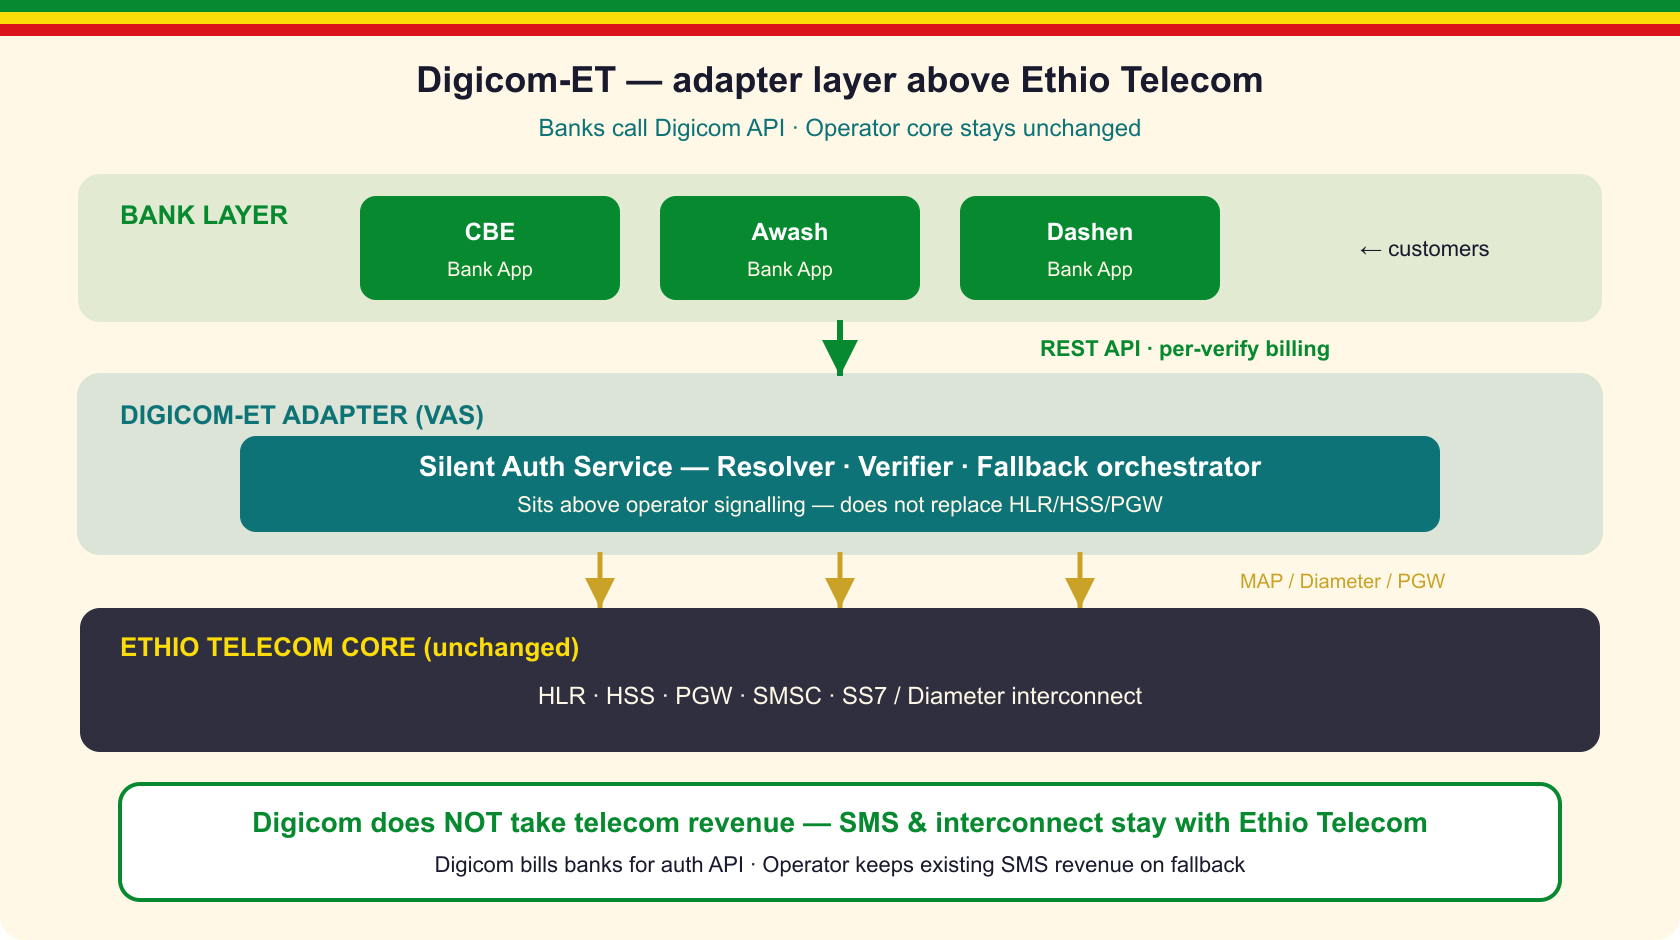 Digicom-ET — adapter layer above Ethio Telecom
Banks call Digicom API · Operator core stays unchanged
BANK LAYER
CBE
Bank App
Awash
Bank App
Dashen
Bank App
← customers
REST API · per-verify billing
DIGICOM-ET ADAPTER (VAS)
Silent Auth Service — Resolver · Verifier · Fallback orchestrator
Sits above operator signalling — does not replace HLR/HSS/PGW
MAP / Diameter / PGW
ETHIO TELECOM CORE (unchanged)
HLR · HSS · PGW · SMSC · SS7 / Diameter interconnect
Digicom does NOT take telecom revenue — SMS & interconnect stay with Ethio Telecom
Digicom bills banks for auth API · Operator keeps existing SMS revenue on fallback